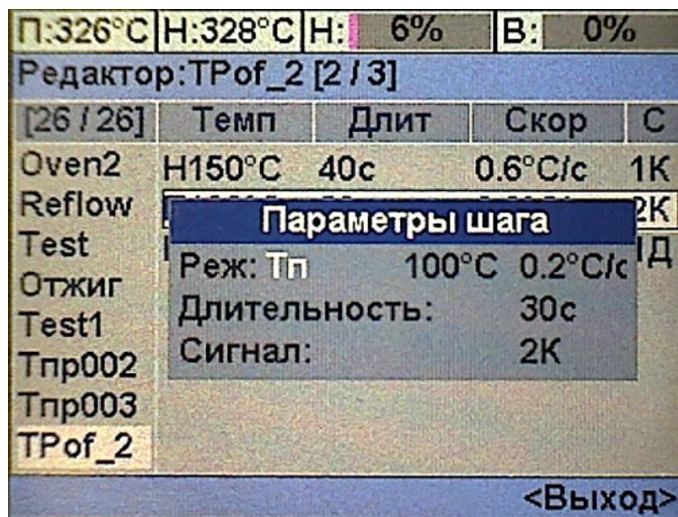 П:326°C Н:328°C Н: 6% В: 0%
Редактор:TPof_2 [2 / 3]
[26 / 26] Темп Длит Скор С
Oven2 Н150°C 40с 0.6°C/с 1К
Reflow 2К
Параметры шага
Test 1Д
Реж: Тп 100°C 0.2°C/с
Отжиг
Длительность: 30с
Test1
Сигнал: 2К
Тпр002
Тпр003
TPof_2
<Выход>